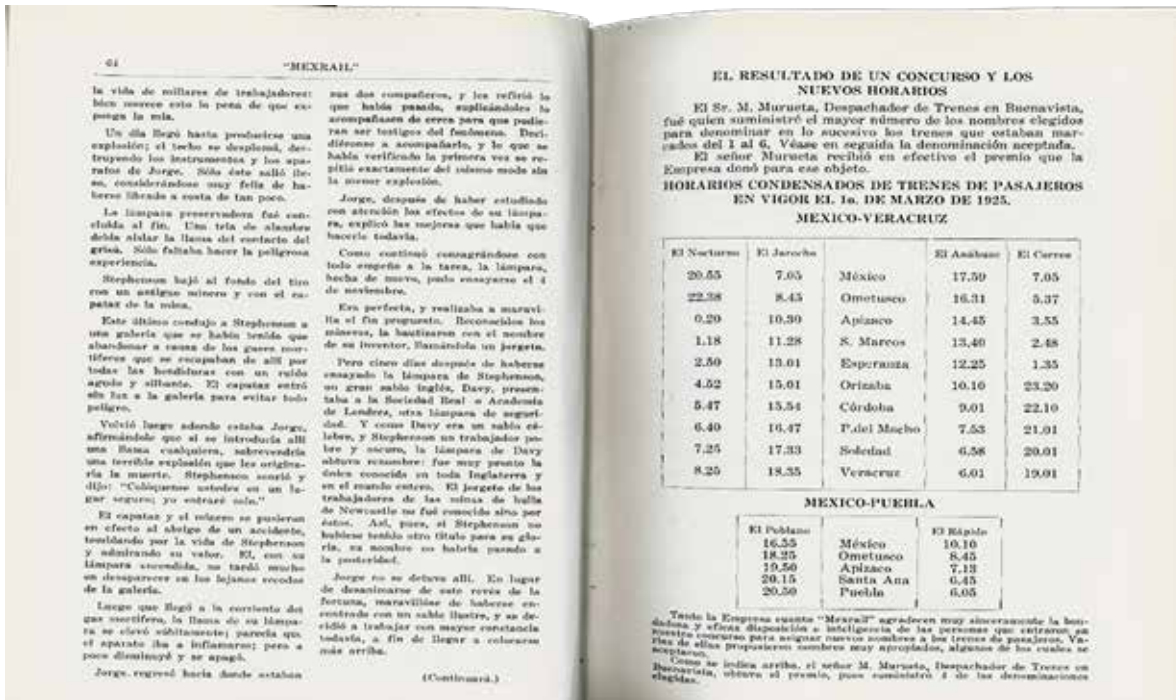 64
"MEXRAIL"
la vida de millares de trabajadores:
bien merece esto la pena de que ex-
ponga la mía.
Un día llegó hasta producirse una
explosión; el techo se desplomó, des-
truyendo los instrumentos y los apa-
ratos de Jorge. Sólo éste salió ile-
so, considerándose muy feliz de ha-
berse librado a costa de tan poco.
La lámpara preservadora fué con-
cluída al fin. Una tela de alambre
debía aislar la llama del contacto del
grisú. Sólo faltaba hacer la peligrosa
experiencia.
Stephenson bajó al fondo del tiro
con un antiguo minero y con el ca-
pataz de la mina.
Este último condujo a Stephenson a
una galería que se había tenido que
abandonar a causa de los gases mor-
tíferos que se escapaban de allí por
todas las hendiduras con un ruido
agudo y silbante. El capataz entró
sin luz a la galería para evitar todo
peligro.
Volvió luego adonde estaba Jorge,
afirmándole que si se introducía allí
una llama cualquiera, sobrevendría
una terrible explosión que les origina-
ría la muerte. Stephenson sonrió y
dijo: "Colóquense ustedes en un lu-
gar seguro; yo entraré solo."
El capataz y el minero se pusieron
en efecto al abrigo de un accidente,
temblando por la vida de Stephenson
y admirando su valor. El, con su
lámpara encendida, no tardó mucho
en desaparecer en los lejanos recodos
de la galería.
Luego que llegó a la corriente del
gas mortífero, la llama de su lámpa-
ra se elevó súbitamente; parecía que
el aparato iba a inflamarse; pero a
poco disminuyó y se apagó.
Jorge regresó hacia donde estaban
sus dos compañeros, y les refirió lo
que había pasado, suplicándoles lo
acompañasen de cerca para que pudie-
ran ser testigos del fenómeno. Deci-
diéronse a acompañarlo, y lo que se
había verificado la primera vez se re-
pitió exactamente del mismo modo sin
la menor explosión.
Jorge, después de haber estudiado
con atención los efectos de su lámpa-
ra, explicó las mejoras que había que
hacerle todavía.
Como continuó consagrándose con
todo empeño a la tarea, la lámpara,
hecha de nuevo, pudo ensayarse el 4
de noviembre.
Era perfecta, y realizaba a maravi-
lla el fin propuesto. Reconocidos los
mineros, la bautizaron con el nombre
de su inventor, llamándola un jorgeta.
Pero cinco días después de haberse
ensayado la lámpara de Stephenson,
un gran sabio inglés, Davy, presen-
taba a la Sociedad Real o Academia
de Londres, otra lámpara de seguri-
dad. Y como Davy era un sabio cé-
lebre, y Stephenson un trabajador po-
bre y oscuro, la lámpara de Davy
obtuvo renombre: fue muy pronto la
única conocida en toda Inglaterra y
en el mundo entero. El jorgete de los
trabajadores de las minas de hulla
de Newcastle no fué conocido sino por
éstos. Así, pues, si Stephenson no
hubiese tenido otro título para su glo-
ria, su nombre no habría pasado a
la posteridad.
Jorge no se detuvo allí. En lugar
de desanimarse de este revés de la
fortuna, maravillóse de haberse en-
contrado con un sabio ilustre, y se de-
cidió a trabajar con mayor constancia
todavía, a fin de llegar a colocarse
más arriba.
(Continuará.)
EL RESULTADO DE UN CONCURSO Y LOS
NUEVOS HORARIOS
El Sr. M. Murueta, Despachador de Trenes en Buenavista,
fué quien suministró el mayor número de los nombres elegidos
para denominar en lo sucesivo los trenes que estaban mar-
cados del 1 al 6. Véase en seguida la denominación aceptada.
El señor Murueta recibió en efectivo el premio que la
Empresa donó para ese objeto.
HORARIOS CONDENSADOS DE TRENES DE PASAJEROS
EN VIGOR EL 1o. DE MARZO DE 1925.
MEXICO-VERACRUZ
El Nocturno El Jarocho El Anáhuac El Correo
20.55 7.05 México 17.59 7.05
22.38 8.45 Ometusco 16.31 5.37
0.20 10.30 Apizaco 14.45 3.55
1.18 11.28 S. Marcos 13.40 2.48
2.50 13.01 Esperanza 12.25 1.35
4.52 15.01 Orizaba 10.10 23.20
5.47 15.54 Córdoba 9.01 22.10
6.40 16.47 P.del Macho 7.53 21.01
7.25 17.33 Soledad 6.58 20.01
8.25 18.35 Veracruz 6.01 19.01
MEXICO-PUEBLA
El Poblano El Rápido
16.55 México 10.10
18.25 Ometusco 8.45
19.50 Apizaco 7.13
20.15 Santa Ana 6.45
20.50 Puebla 6.05
Tanto la Empresa cuanto "Mexrail" agradecen muy sinceramente la bon-
dadosa y eficaz disposición e inteligencia de las personas que entraron en
nuestro concurso para asignar nuevos nombres a los trenes de pasajeros. Va-
rias de ellas propusieron nombres muy apropiados, algunos de los cuales se
aceptaron.
Como se indica arriba, el señor M. Murueta, Despachador de Trenes en
Buenavista, obtuvo el premio, pues suministró 4 de las denominaciones
elegidas.